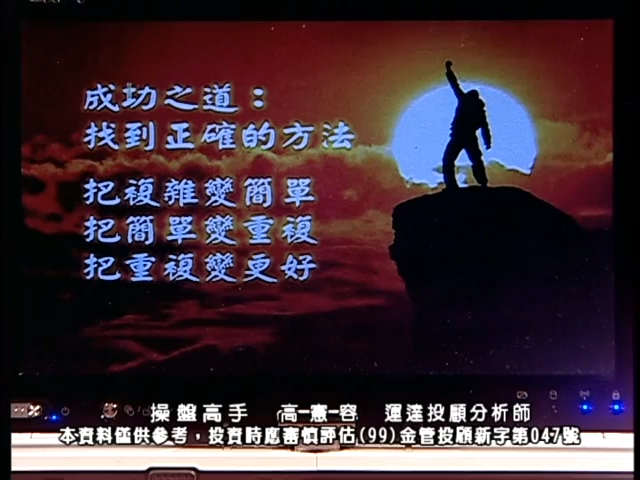 成功之道：
找到正確的方法
把複雜變簡單
把簡單變重複
把重複變更好
操盤高手 高憲容 運達投顧分析師
本資料僅供參考，投資時應審慎評估(99)金管投顧新字第047號